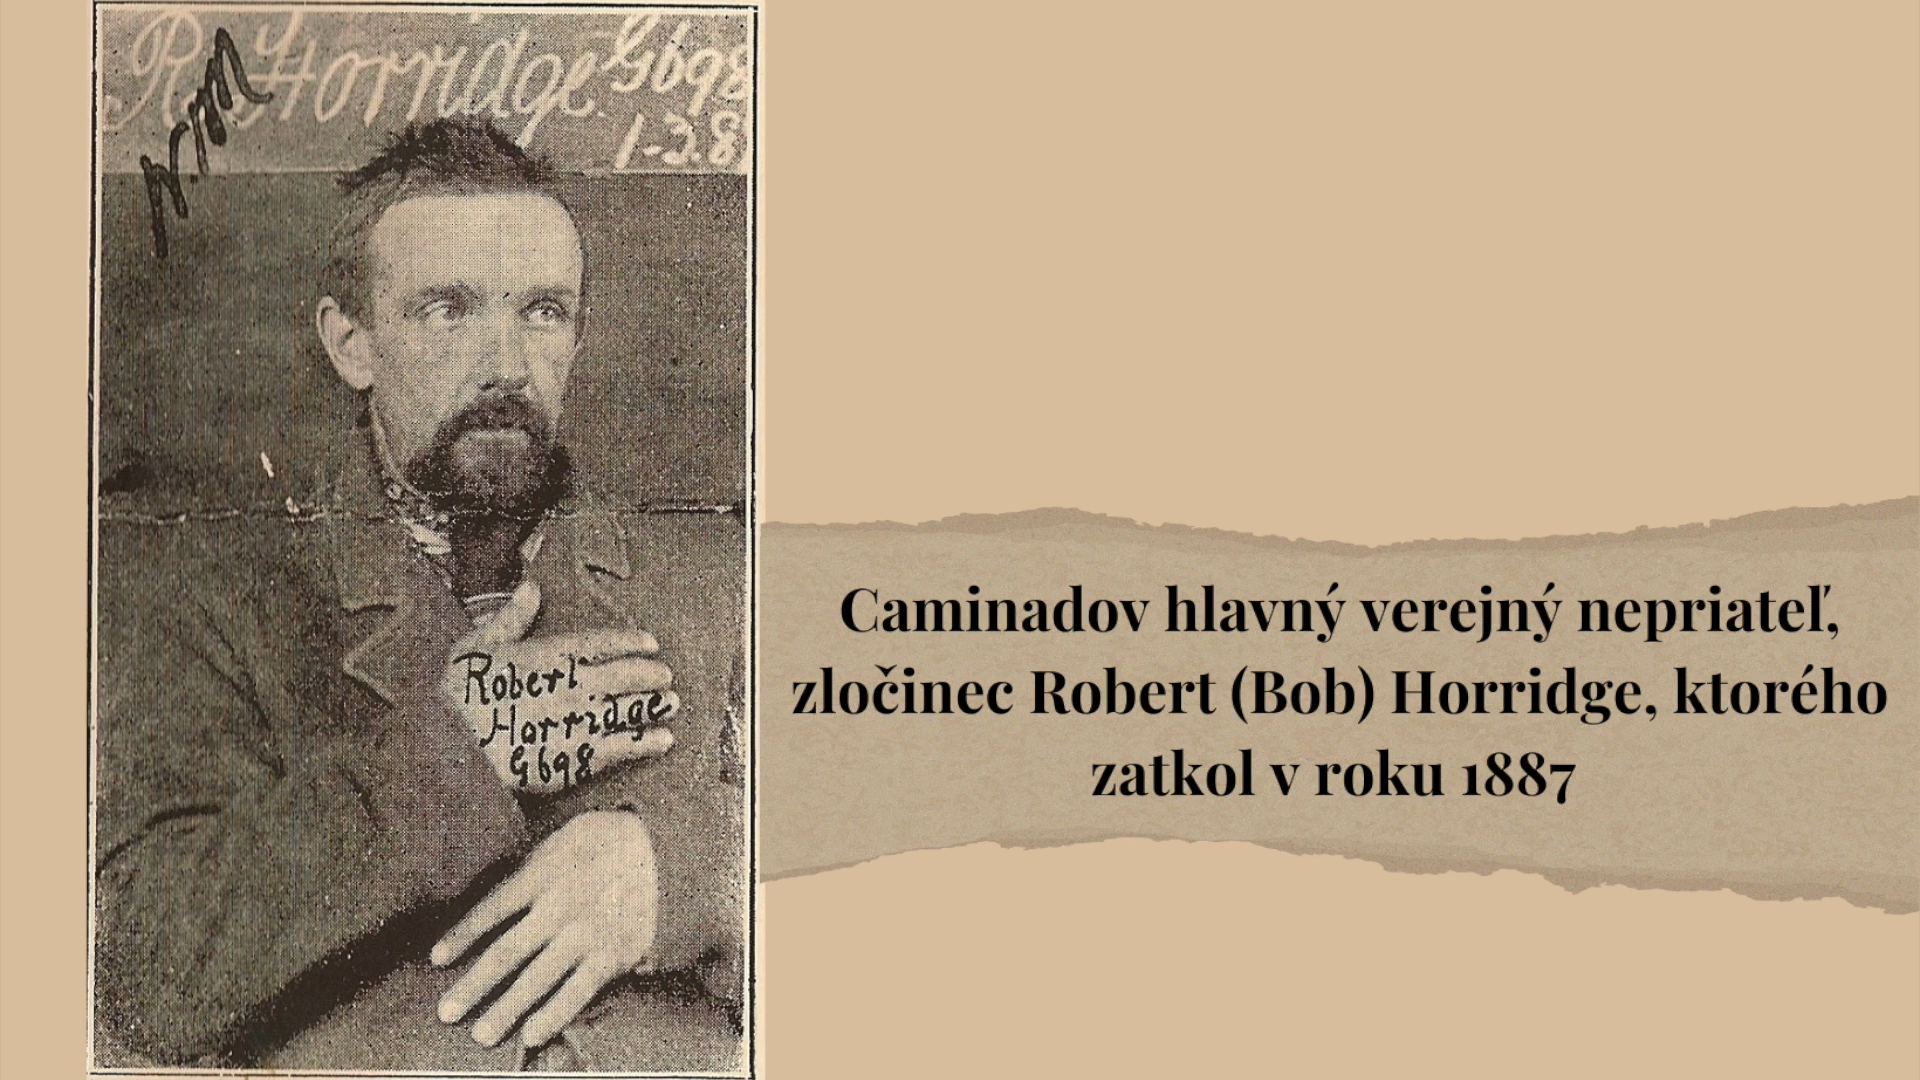 R. Horridge. G698
1-3.8
Robert
Horridge
G698
Caminadov hlavný verejný nepriateľ,
zločinec Robert (Bob) Horridge, ktorého
zatkol v roku 1887